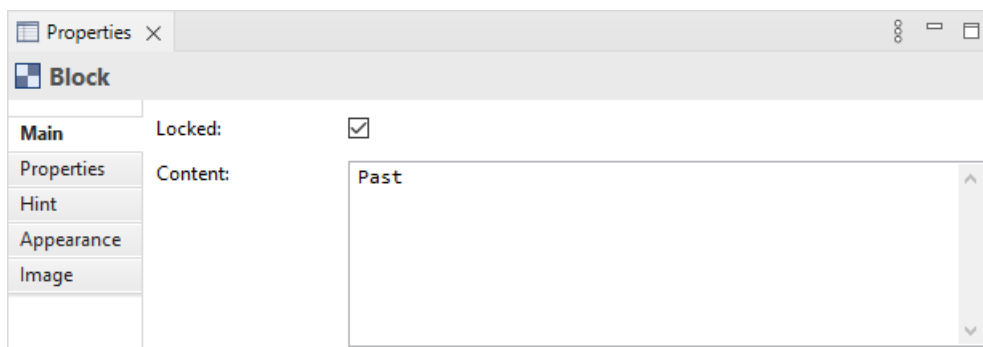 Properties
Block
Main
Locked:
Properties
Content:
Past
Hint
Appearance
Image